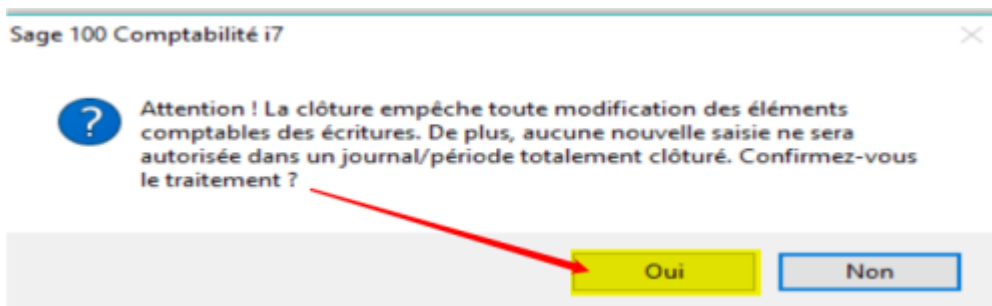 Sage 100 Comptabilité i7
Attention ! La clôture empêche toute modification des éléments
comptables des écritures. De plus, aucune nouvelle saisie ne sera
autorisée dans un journal/période totalement clôturé. Confirmez-vous
le traitement ?
Oui
Non